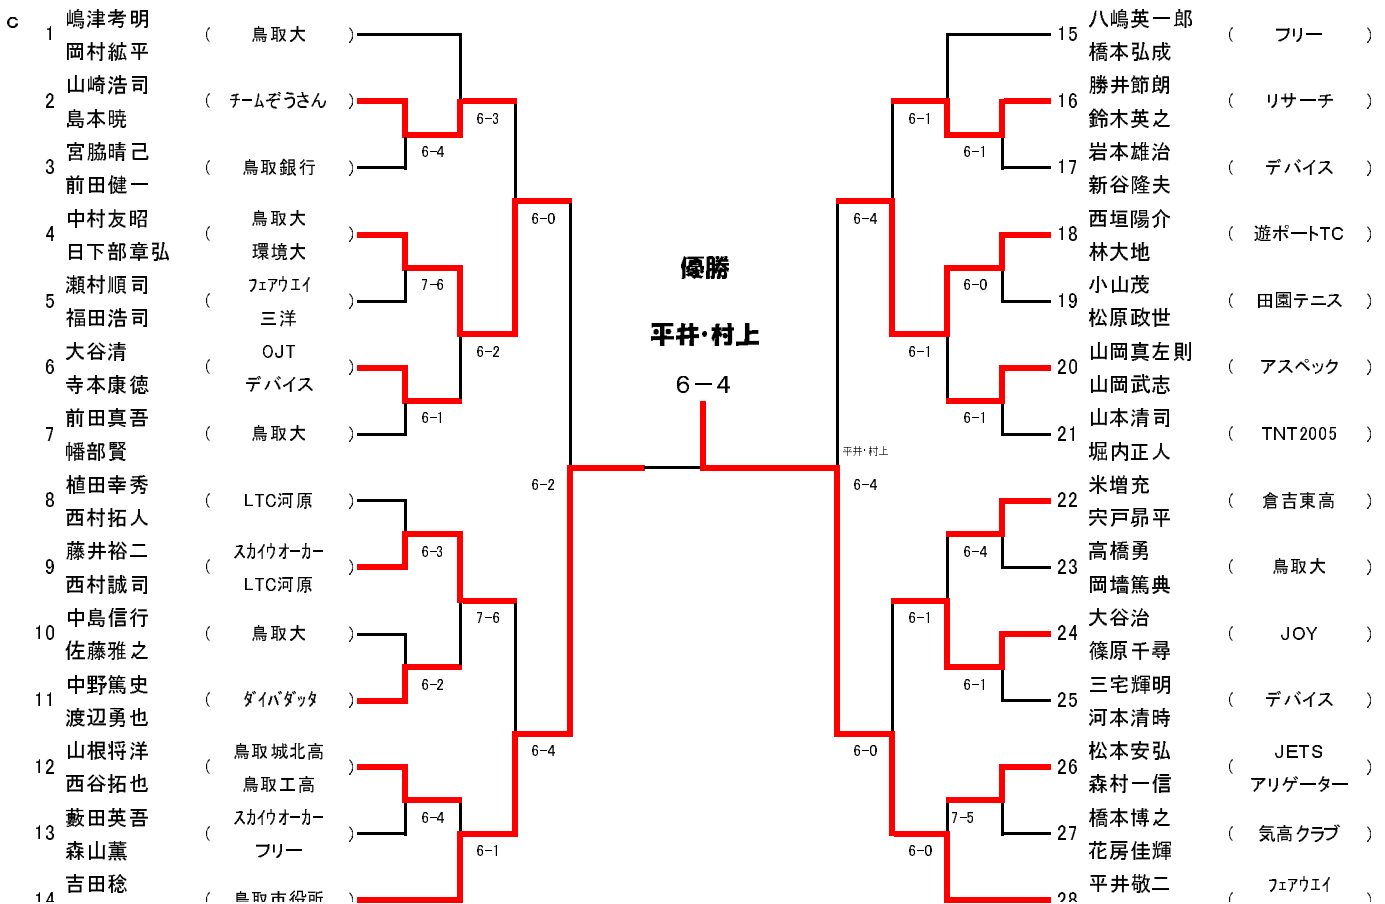 C
嶋津考明
1 ( 鳥取大 )
岡村紘平
山崎浩司
2 ( チームぞうさん )
島本暁
宮脇晴己
3 ( 鳥取銀行 )
前田健一
中村友昭 鳥取大
4 ( )
日下部章弘 環境大
瀬村順司 フェアウエイ
5 ( )
福田浩司 三洋
大谷清 OJT
6 ( )
寺本康徳 デバイス
前田真吾
7 ( 鳥取大 )
幡部賢
植田幸秀
8 ( LTC河原 )
西村拓人
藤井裕二 スカイウオーカー
9 ( )
西村誠司 LTC河原
中島信行
10 ( 鳥取大 )
佐藤雅之
中野篤史
11 ( ダイバダッタ )
渡辺勇也
山根将洋 鳥取城北高
12 ( )
西谷拓也 鳥取工高
藪田英吾 スカイウオーカー
13 ( )
森山薫 フリー
吉田稔
14 ( 鳥取市役所 )
6-3
6-4
6-0
7-6
6-2
6-1
6-2
6-3
7-6
6-2
6-4
6-4
6-1
優勝
平井・村上
6-4
6-1
6-1
6-4
6-0
6-1
6-1
平井・村上
6-4
6-4
6-1
6-1
6-0
7-5
6-0
八嶋英一郎
15 ( フリー )
橋本弘成
勝井節朗
16 ( リサーチ )
鈴木英之
岩本雄治
17 ( デバイス )
新谷隆夫
西垣陽介
18 ( 遊ポートTC )
林大地
小山茂
19 ( 田園テニス )
松原政世
山岡真左則
20 ( アスペック )
山岡武志
山本清司
21 ( TNT2005 )
堀内正人
米増充
22 ( 倉吉東高 )
宍戸昴平
高橋勇
23 ( 鳥取大 )
岡墻篤典
大谷治
24 ( JOY )
篠原千尋
三宅輝明
25 ( デバイス )
河本清時
松本安弘 JETS
26 ( )
森村一信 アリゲーター
橋本博之
27 ( 気高クラブ )
花房佳輝
平井敬二 フェアウエイ
28 ( )